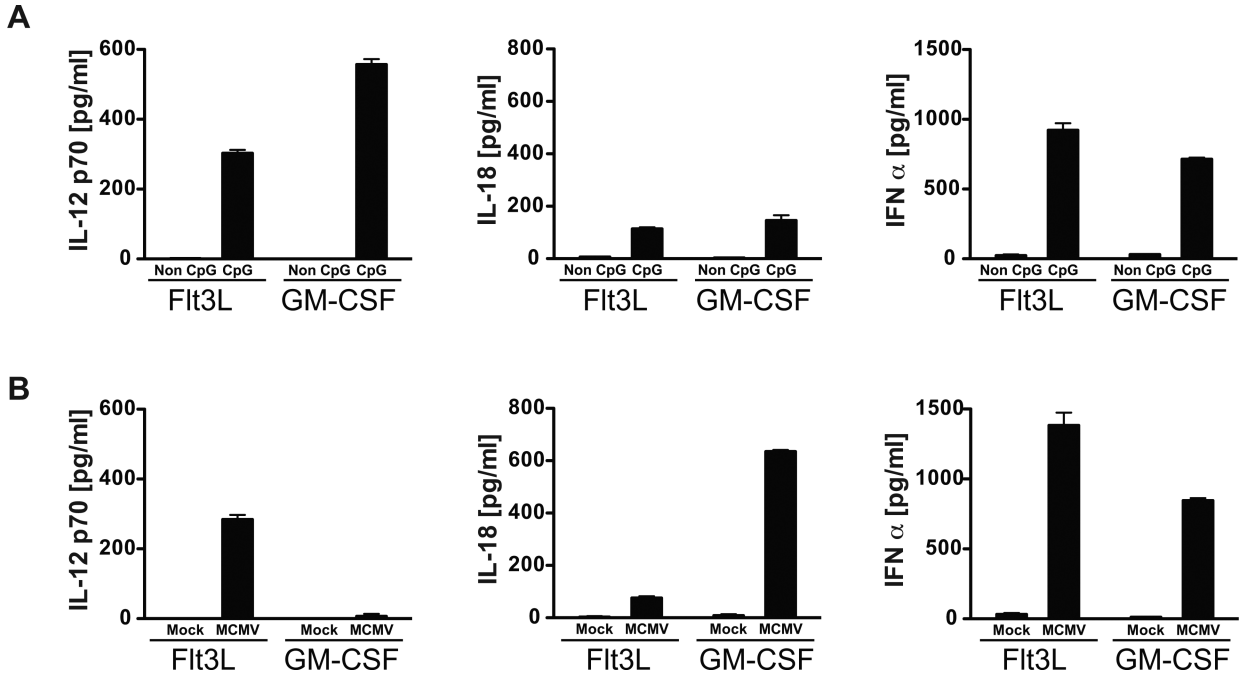 A
IL-12 p70 [pg/ml]
600
400
200
0
Non CpG CpG Non CpG CpG
Flt3L GM-CSF
IL-18 [pg/ml]
800
600
400
200
0
Non CpG CpG Non CpG CpG
Flt3L GM-CSF
IFN α [pg/ml]
1500
1000
500
0
Non CpG CpG Non CpG CpG
Flt3L GM-CSF
B
IL-12 p70 [pg/ml]
600
400
200
0
Mock MCMV Mock MCMV
Flt3L GM-CSF
IL-18 [pg/ml]
800
600
400
200
0
Mock MCMV Mock MCMV
Flt3L GM-CSF
IFN α [pg/ml]
1500
1000
500
0
Mock MCMV Mock MCMV
Flt3L GM-CSF